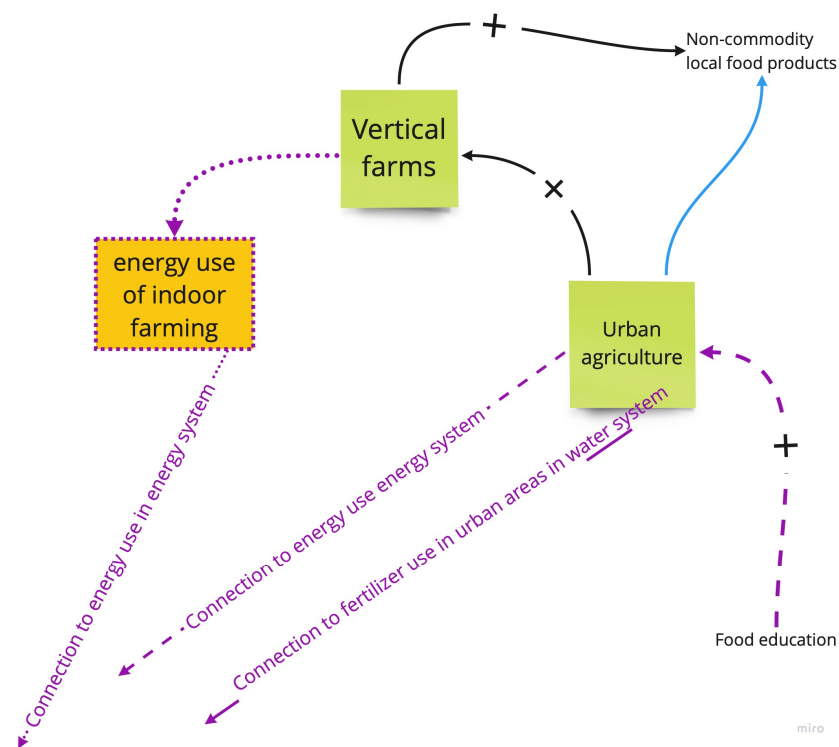 Non-commodity
local food products
Vertical
farms
energy use
of indoor
farming
Urban
agriculture
Connection to energy use in energy system
Connection to energy use energy system
Connection to fertilizer use in urban areas in water system
Food education
miro